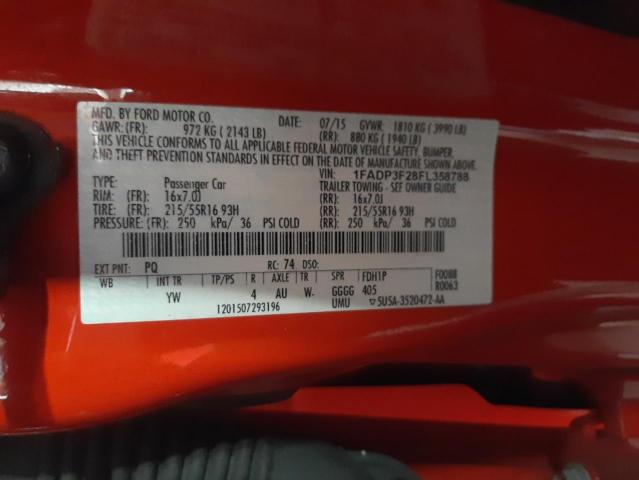 MFD. BY FORD MOTOR CO. DATE: 07/15 GVWR: 1810 KG ( 3990 LB)
GAWR: (FR): 972 KG ( 2143 LB) (RR): 880 KG ( 1940 LB)
THIS VEHICLE CONFORMS TO ALL APPLICABLE FEDERAL MOTOR VEHICLE SAFETY, BUMPER,
AND THEFT PREVENTION STANDARDS IN EFFECT ON THE DATE OF MANUFACTURE SHOWN ABOVE.
VIN: 1FADP3F28FL358788
TYPE: Passenger Car TRAILER TOWING - SEE OWNERS GUIDE
RIM: (FR): 16x7.0J (RR): 16x7.0J
TIRE: (FR): 215/55R16 93H (RR): 215/55R16 93H
PRESSURE: (FR): 250 kPa/ 36 PSI COLD (RR): 250 kPa/ 36 PSI COLD
EXT PNT: PQ RC: 74 DSO: F0088
WB INT TR TP/PS R AXLE TR SPR FDH1P R0063
YW 4 AU W- GGGG 405
1201507293196 UMU ▽ 5U5A-3520472-AA